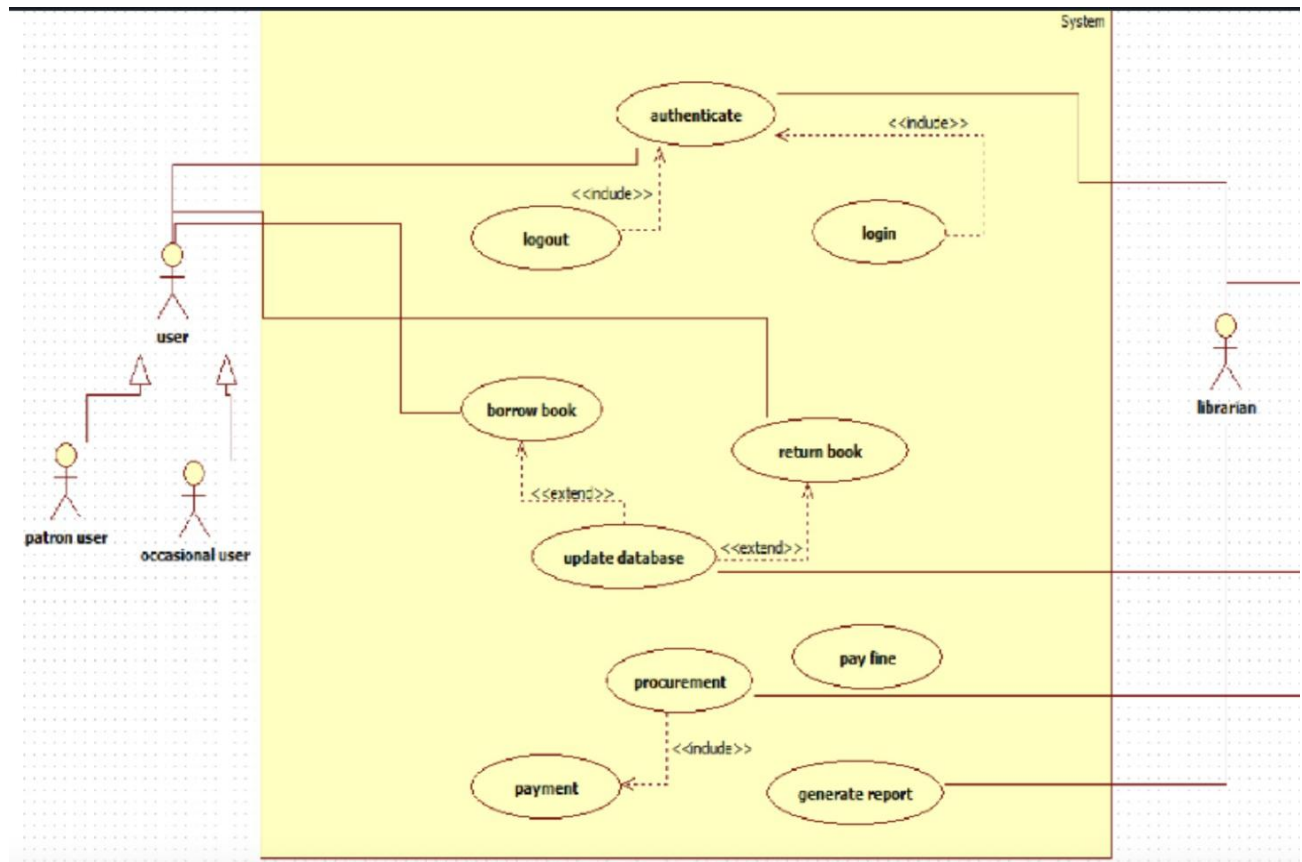 System
authenticate
<<include>>
<<include>>
logout
login
user
librarian
borrow book
return book
patron user
occasional user
<<extend>>
update database
<<extend>>
pay fine
procurement
<<include>>
payment
generate report